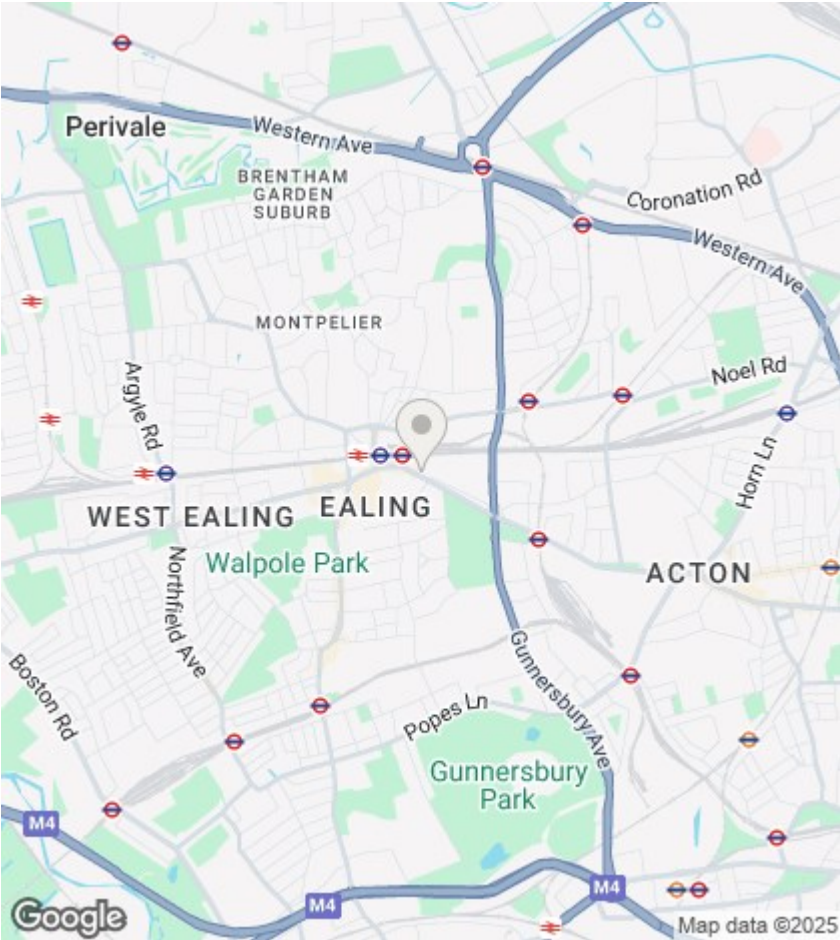 Perivale
Western Ave
BRENTHAM
GARDEN
SUBURB
Coronation Rd
Western Ave
MONTPELIER
Argyle Rd
Noel Rd
Horn Ln
WEST EALING
EALING
Walpole Park
ACTON
Northfield Ave
Boston Rd
Gunnersbury Ave
Popes Ln
Gunnersbury
Park
M4
M4
M4
Google
Map data ©2025